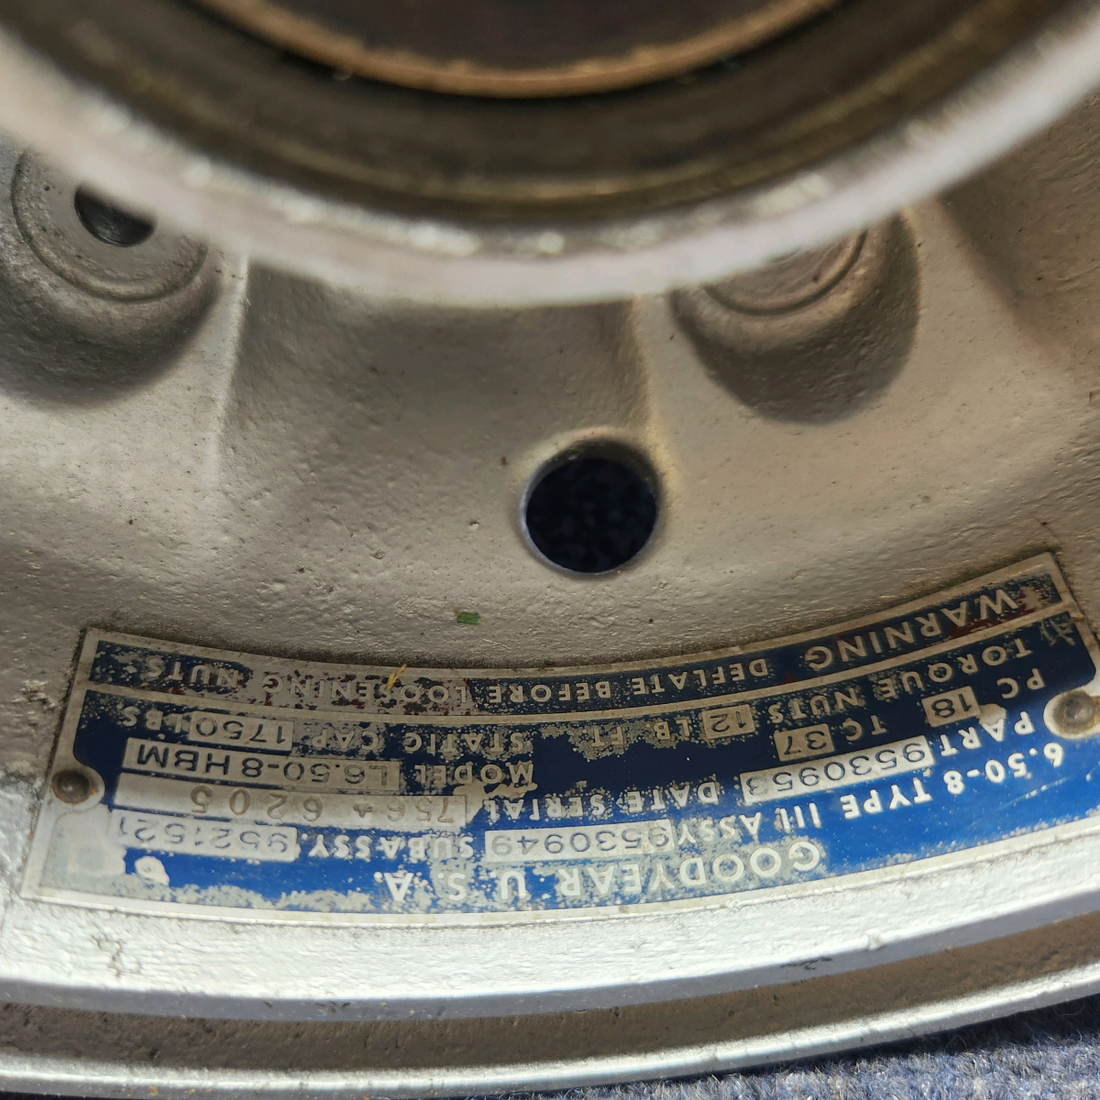 GOODYEAR U.S.A.
6.50-8 TYPE III ASSY 9530949 SUBASSY 9521521
PART 9530953 DATE SERIAL 7564 6205
PC 18 TC 37 MODEL L6.50-8HBM
TORQUE NUTS 12 LB. FT. STATIC CAP. 1750 LBS.
WARNING DEFLATE BEFORE LOOSENING NUTS.